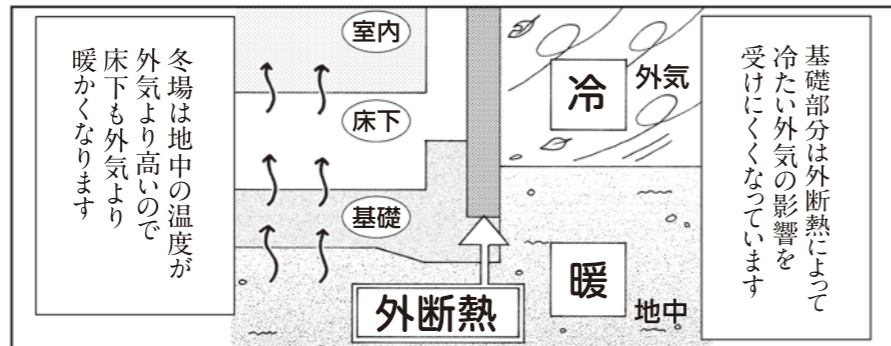 基礎部分は外断熱によって
冷たい外気の影響を
受けにくくなっています
外気
冷
暖
地中
室内
床下
基礎
外断熱
冬場は地中の温度が
外気より高いので
床下も外気より
暖かくなります